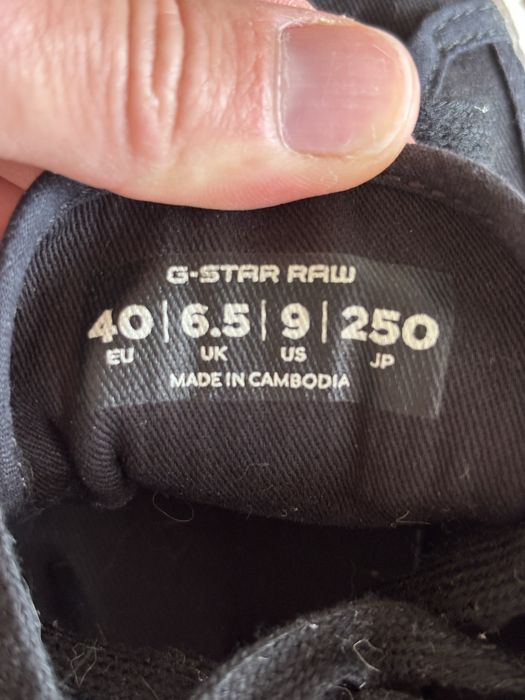 G-STAR RAW
40 | 6.5 | 9 | 250
EU UK US JP
MADE IN CAMBODIA